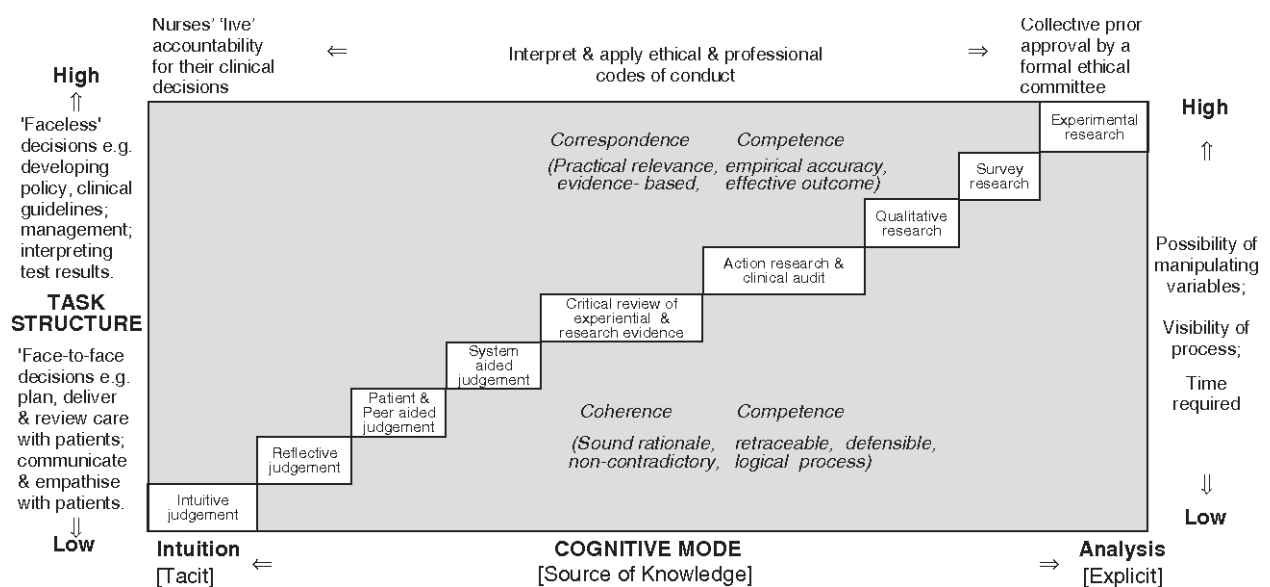 Nurses' 'live'
accountability
for their clinical
decisions
⇐
Interpret & apply ethical & professional
codes of conduct
⇒
Collective prior
approval by a
formal ethical
committee
High
⇑
'Faceless'
decisions e.g.
developing
policy, clinical
guidelines;
management;
interpreting
test results.
TASK
STRUCTURE
'Face-to-face
decisions e.g.
plan, deliver
& review care
with patients;
communicate
& empathise
with patients.
⇓
Low
Experimental
research
Correspondence Competence
(Practical relevance, empirical accuracy,
evidence- based, effective outcome)
Survey
research
Qualitative
research
Action research &
clinical audit
Critical review of
experiential &
research evidence
System
aided
judgement
Patient &
Peer aided
judgement
Coherence Competence
(Sound rationale, retraceable, defensible,
non-contradictory, logical process)
Reflective
judgement
Intuitive
judgement
High
⇑
Possibility of
manipulating
variables;
Visibility of
process;
Time
required
⇓
Low
Intuition
[Tacit]
⇐
COGNITIVE MODE
[Source of Knowledge]
⇒
Analysis
[Explicit]